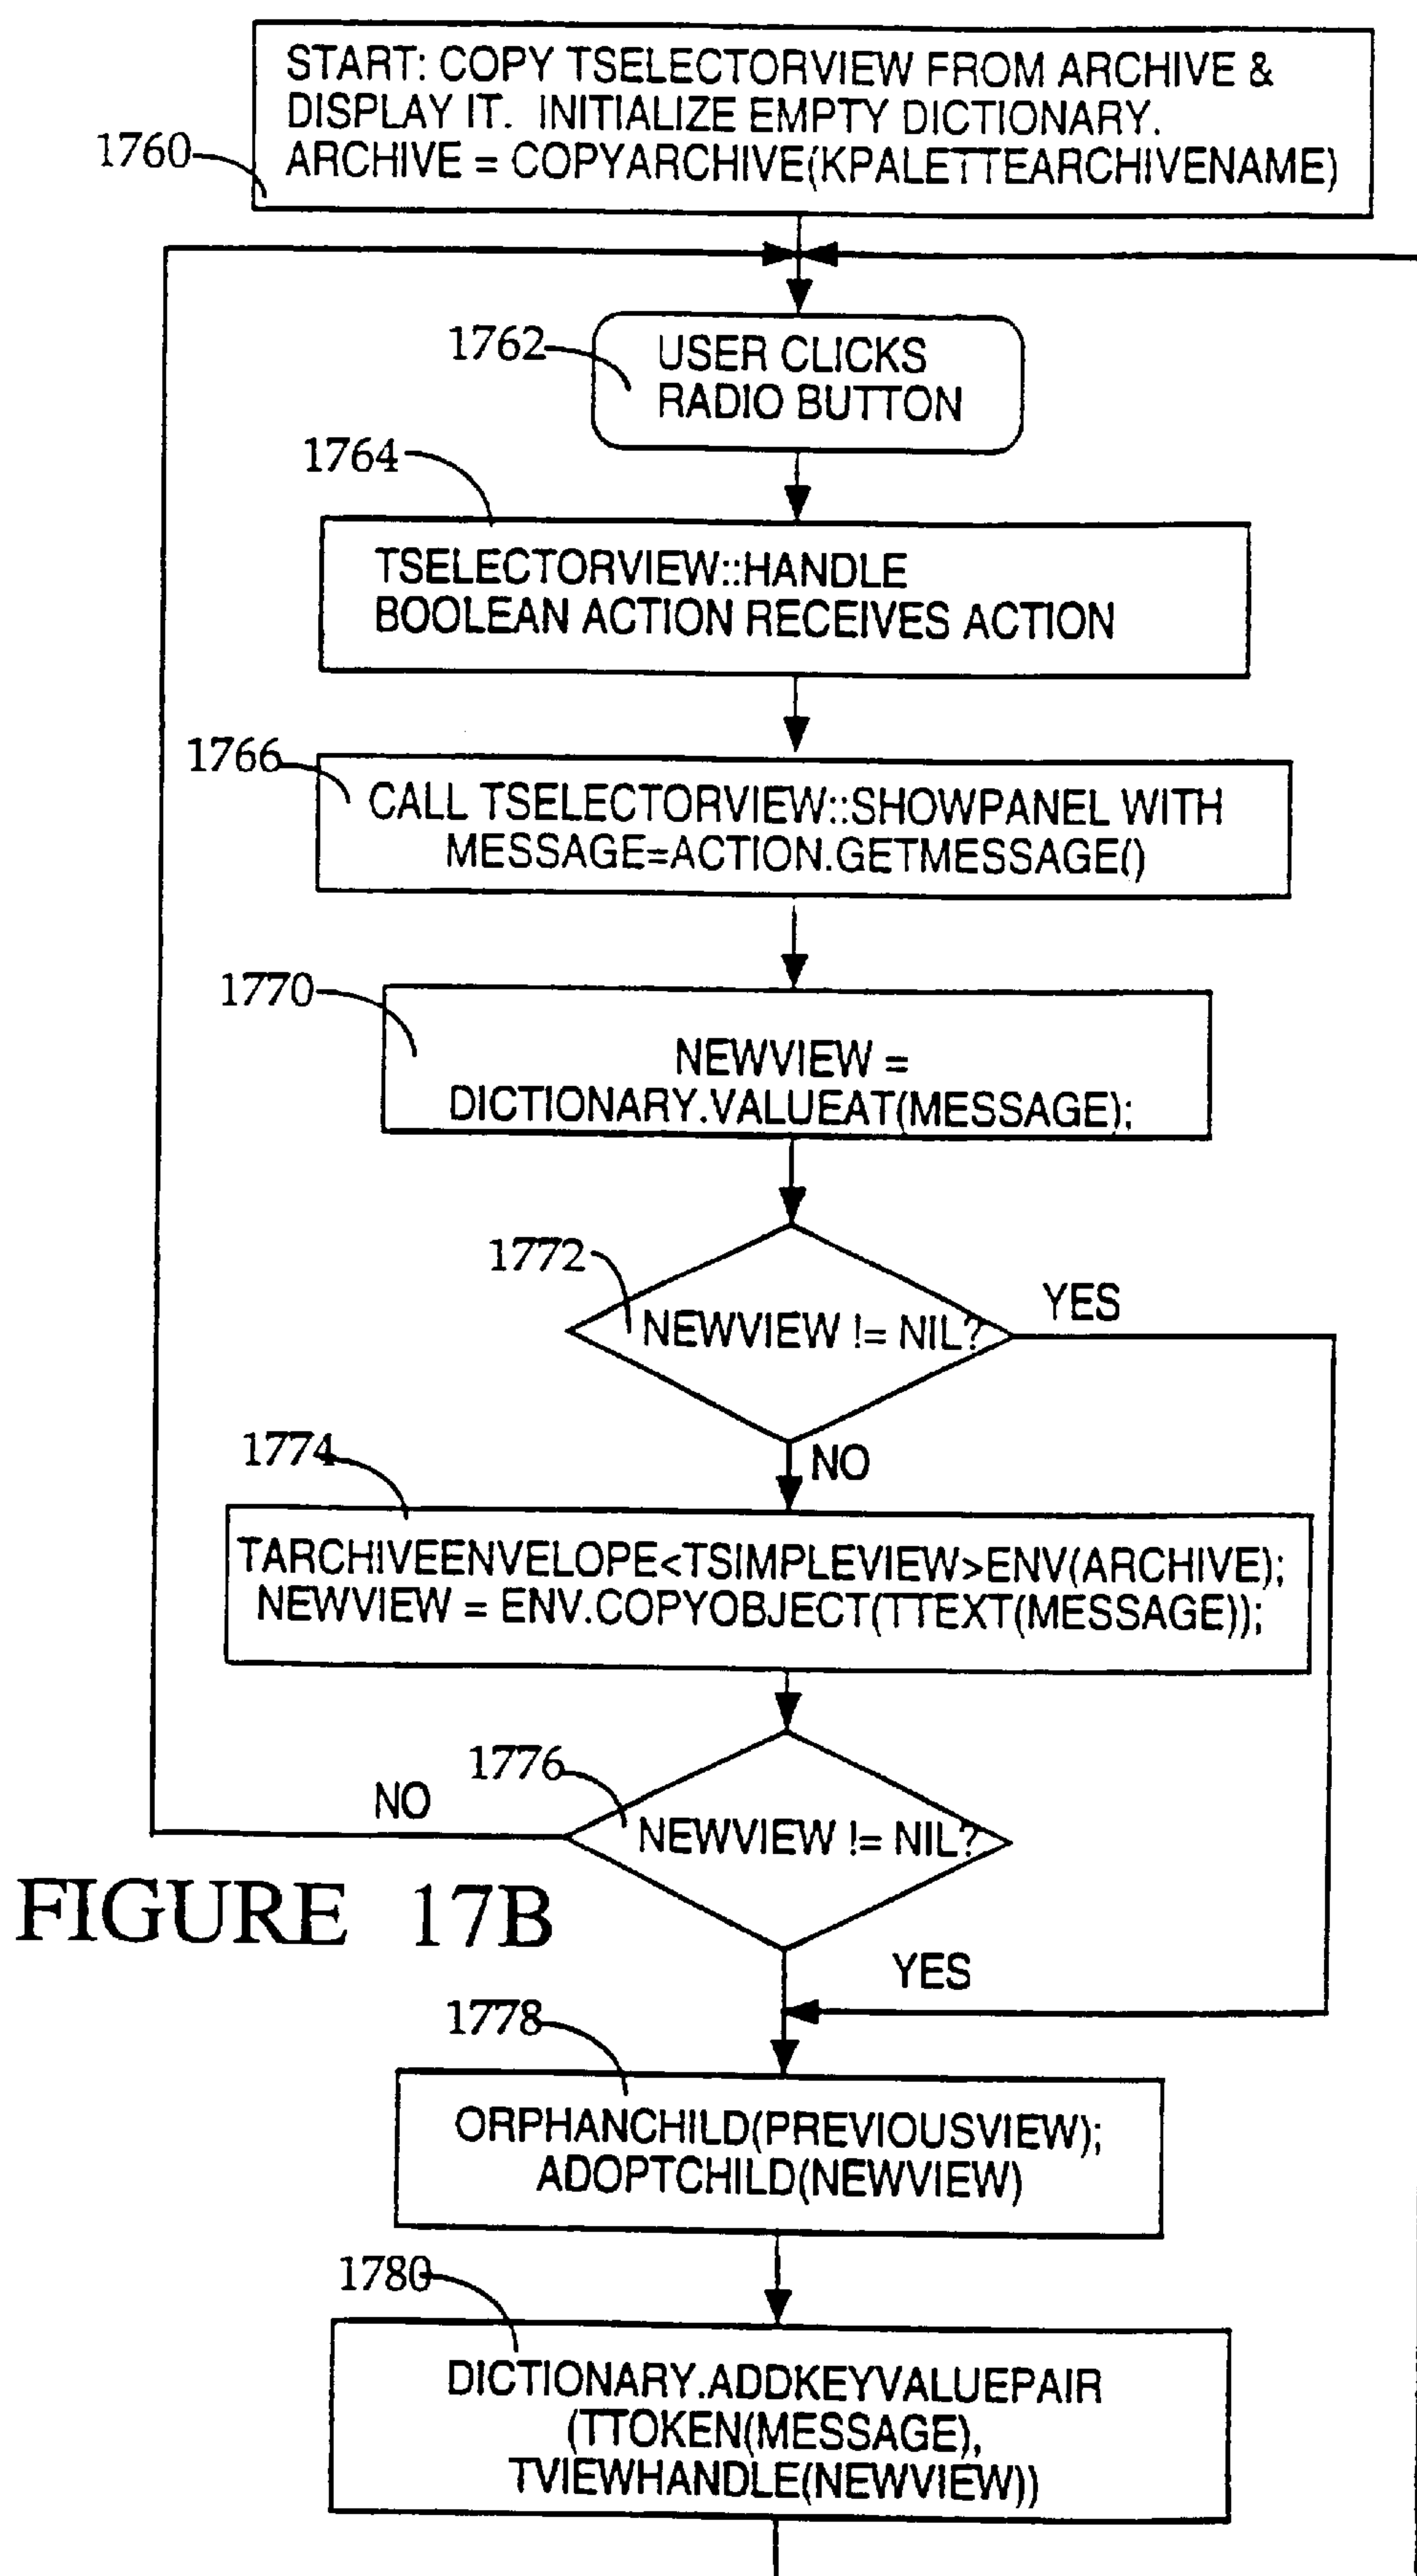 START: COPY TSELECTORVIEW FROM ARCHIVE &
DISPLAY IT. INITIALIZE EMPTY DICTIONARY.
1760
ARCHIVE = COPYARCHIVE(KPALETTEARCHIVENAME)
1762
USER CLICKS
RADIO BUTTON
1764
TSELECTORVIEW::HANDLE
BOOLEAN ACTION RECEIVES ACTION
1766
CALL TSELECTORVIEW::SHOWPANEL WITH
MESSAGE=ACTION.GETMESSAGE()
1770
NEWVIEW =
DICTIONARY.VALUEAT(MESSAGE);
1772
NEWVIEW != NIL?
YES
NO
1774
TARCHIVEENVELOPE<TSIMPLEVIEW>ENV(ARCHIVE);
NEWVIEW = ENV.COPYOBJECT(TTEXT(MESSAGE));
1776
NO
NEWVIEW != NIL?
FIGURE 17B
YES
1778
ORPHANCHILD(PREVIOUSVIEW);
ADOPTCHILD(NEWVIEW)
1780
DICTIONARY.ADDKEYVALUEPAIR
(TTOKEN(MESSAGE),
TVIEWHANDLE(NEWVIEW))